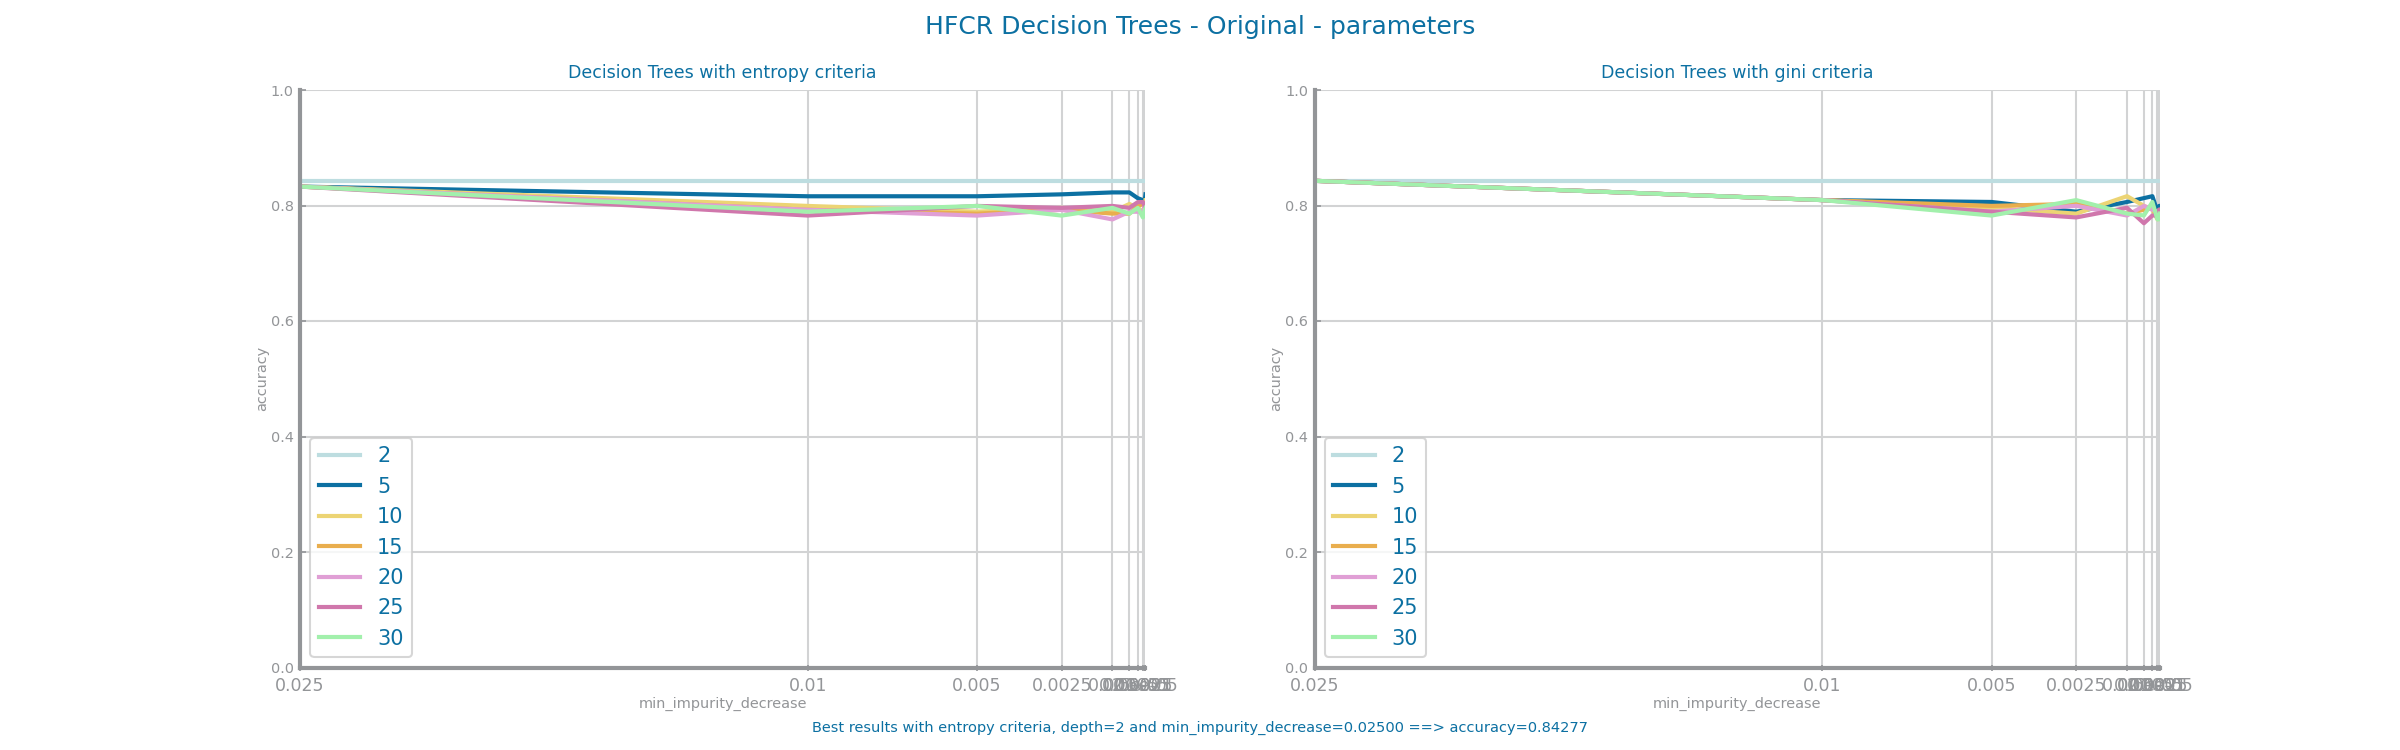 HFCR Decision Trees - Original - parameters
Decision Trees with entropy criteria
1.0
0.8
0.6
0.4
0.2
0.0
accuracy
2
5
10
15
20
25
30
0.025 0.01 0.005 0.0025
min_impurity_decrease
Decision Trees with gini criteria
1.0
0.8
0.6
0.4
0.2
0.0
accuracy
2
5
10
15
20
25
30
0.025 0.01 0.005 0.0025
min_impurity_decrease
Best results with entropy criteria, depth=2 and min_impurity_decrease=0.02500 ==> accuracy=0.84277